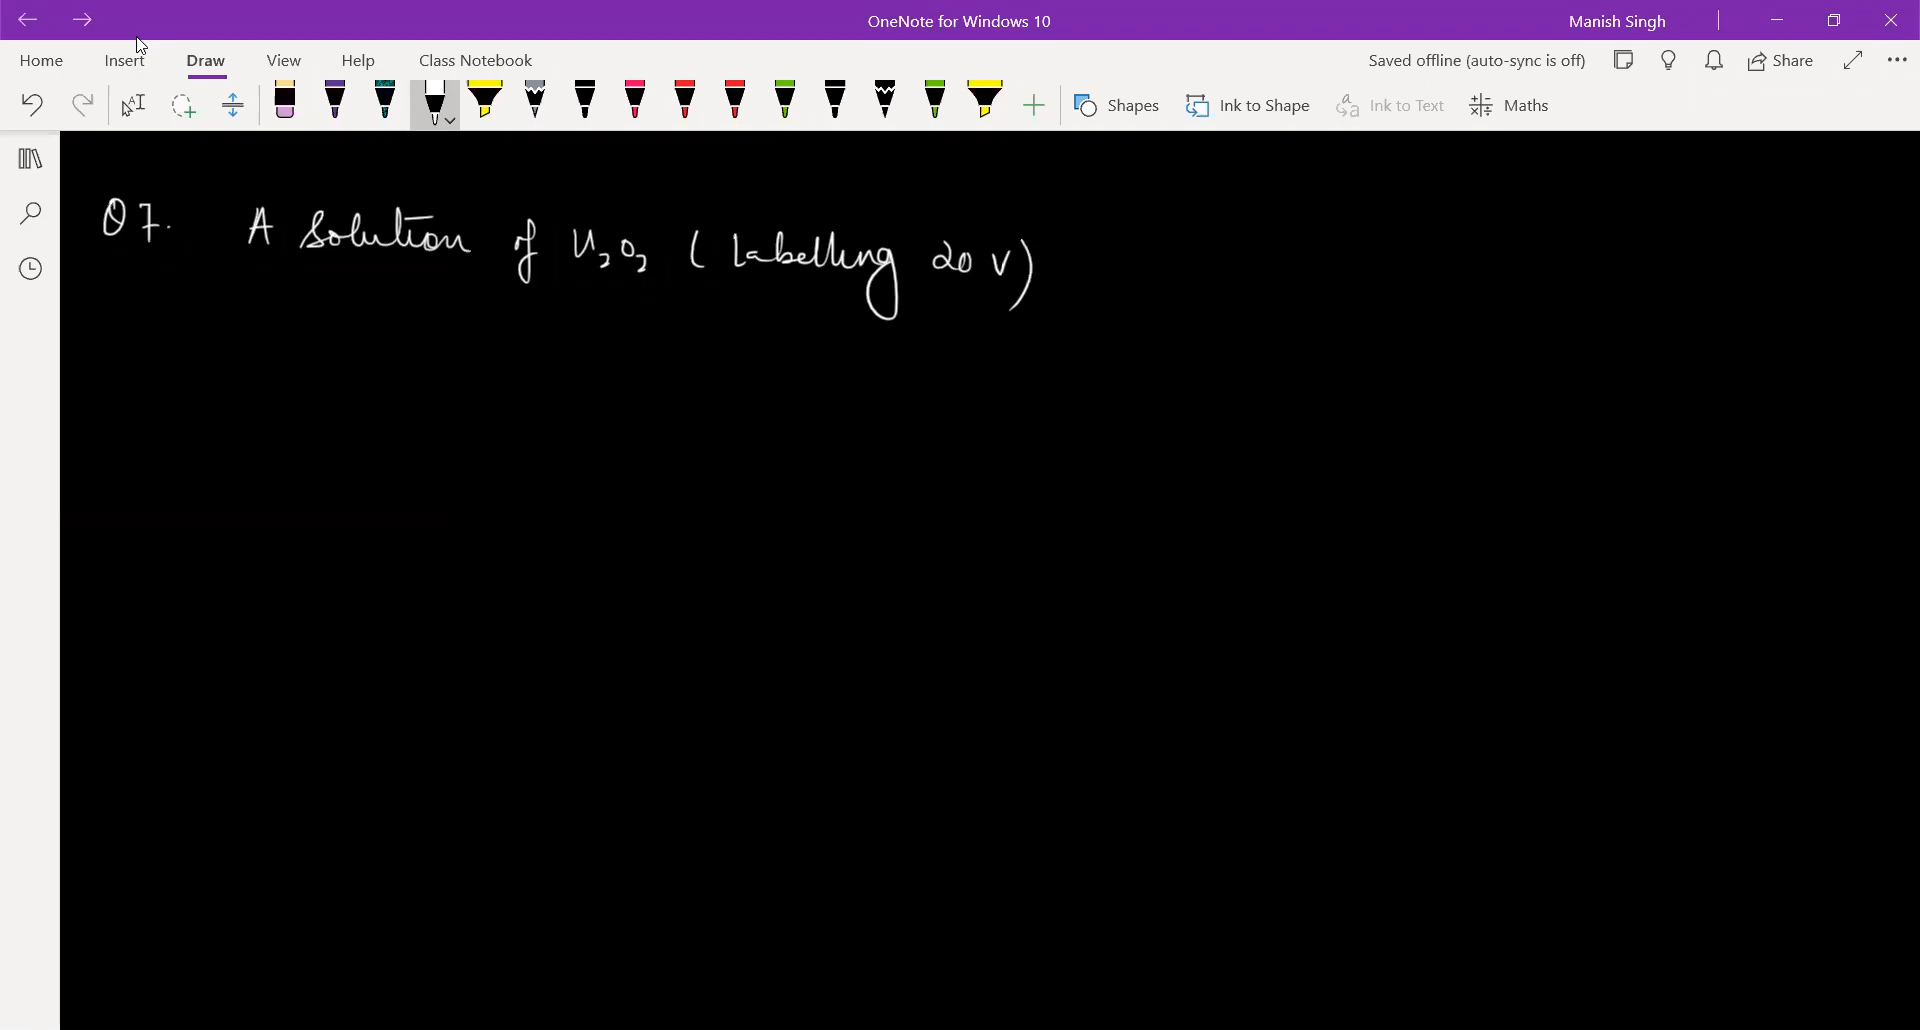 OneNote for Windows 10
Manish Singh
Home Insert Draw View Help Class Notebook
Saved offline (auto-sync is off) Share
Shapes Ink to Shape Ink to Text Maths
Q7. A Solution of H₂O₂ (Labelling 20 V)